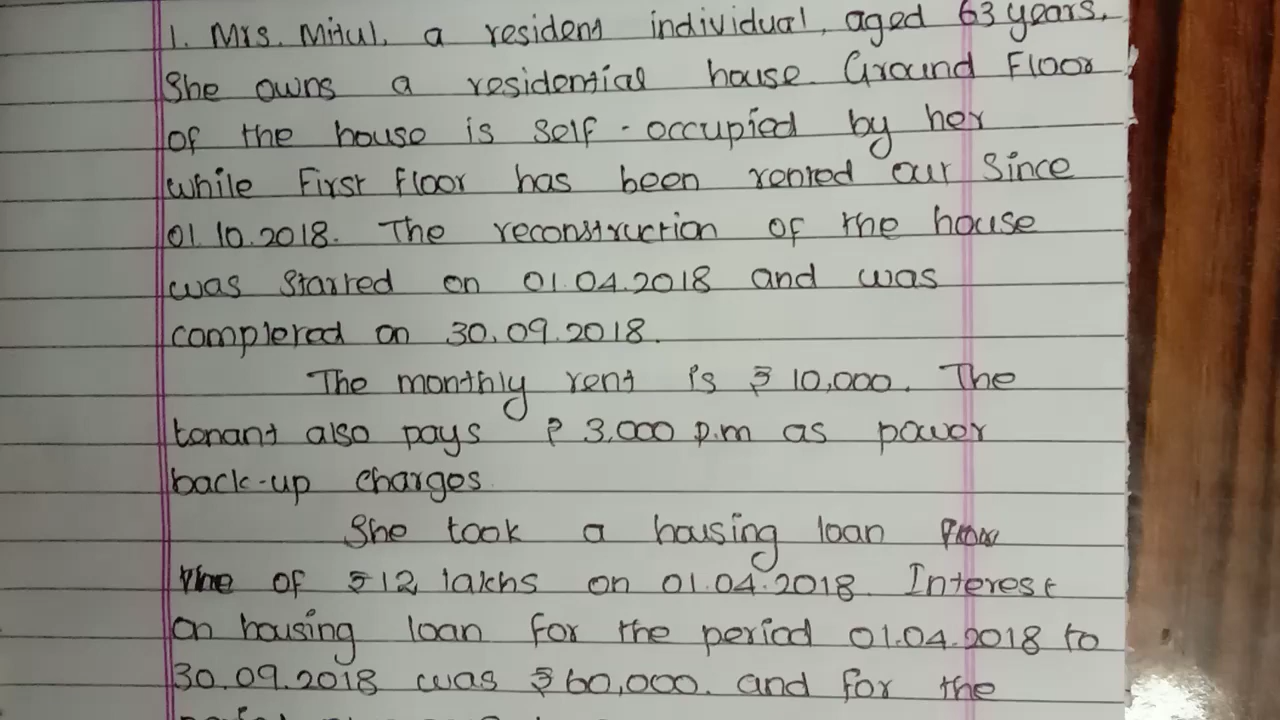 1. Mrs. Mitul, a resident individual, aged 63 years.
She owns a residential house. Ground Floor
of the house is self-occupied by her
while First Floor has been rented out since
01.10.2018. The reconstruction of the house
was started on 01.04.2018 and was
completed on 30.09.2018.
The monthly rent is ₹ 10,000. The
tenant also pays ₹ 3,000 p.m as power
back-up charges
She took a housing loan
of ₹12 lakhs on 01.04.2018. Interest
on housing loan for the period 01.04.2018 to
30.09.2018 was ₹60,000. and for the